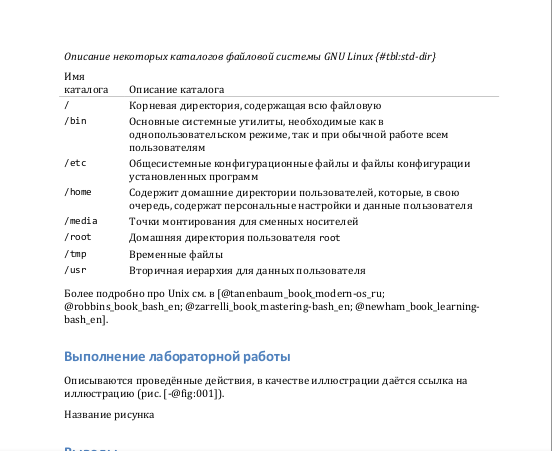 Описание некоторых каталогов файловой системы GNU Linux {#tbl:std-dir}
Имя
каталога Описание каталога
/ Корневая директория, содержащая всю файловую
/bin Основные системные утилиты, необходимые как в
однопользовательском режиме, так и при обычной работе всем
пользователям
/etc Общесистемные конфигурационные файлы и файлы конфигурации
установленных программ
/home Содержит домашние директории пользователей, которые, в свою
очередь, содержат персональные настройки и данные пользователя
/media Точки монтирования для сменных носителей
/root Домашняя директория пользователя root
/tmp Временные файлы
/usr Вторичная иерархия для данных пользователя
Более подробно про Unix см. в [@tanenbaum_book_modern-os_ru;
@robbins_book_bash_en; @zarrelli_book_mastering-bash_en; @newham_book_learning-
bash_en].
Выполнение лабораторной работы
Описываются проведённые действия, в качестве иллюстрации даётся ссылка на
иллюстрацию (рис. [-@fig:001]).
Название рисунка